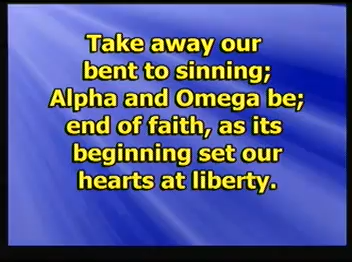 Take away our
bent to sinning;
Alpha and Omega be;
end of faith, as its
beginning set our
hearts at liberty.